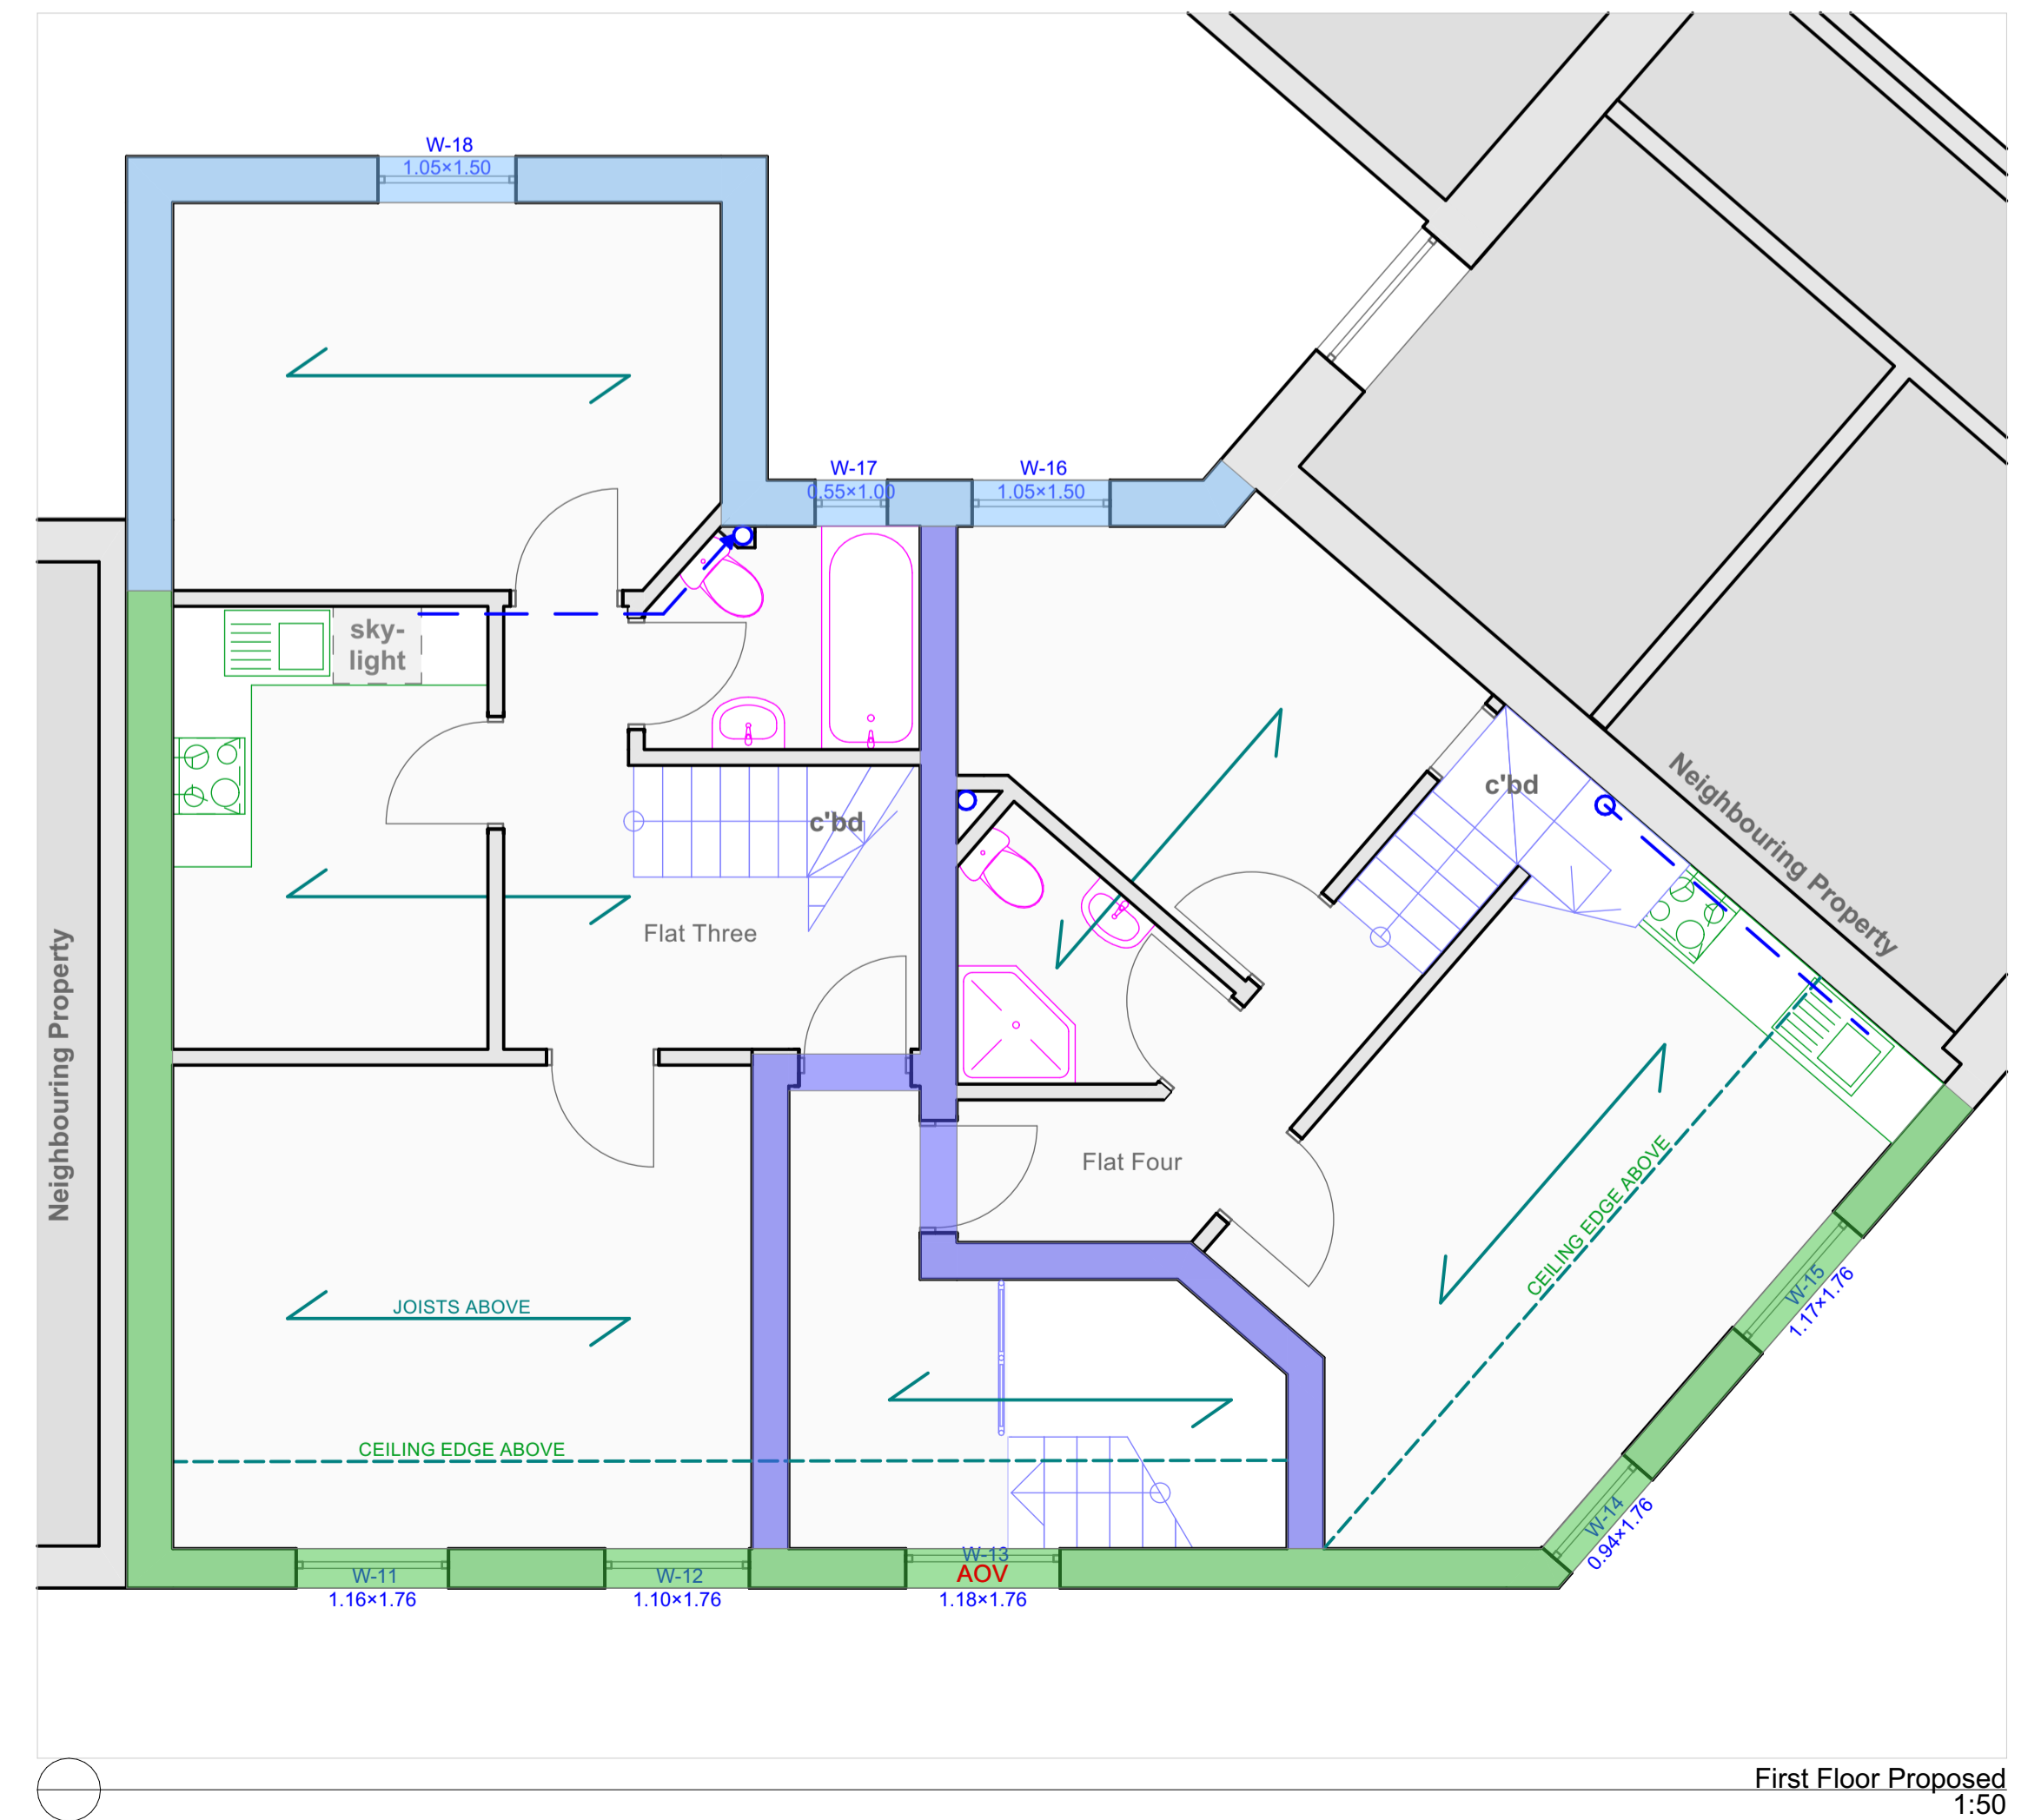 W-18
1.05×1.50
W-17
0.55×1.00
W-16
1.05×1.50
sky-
light
c'bd
c'bd
Neighbouring Property
Flat Three
Neighbouring Property
Flat Four
CEILING EDGE ABOVE
JOISTS ABOVE
W-15
1.17×1.76
CEILING EDGE ABOVE
W-14
0.94×1.76
W-11
1.16×1.76
W-12
1.10×1.76
W-13
AOV
1.18×1.76
First Floor Proposed
1:50